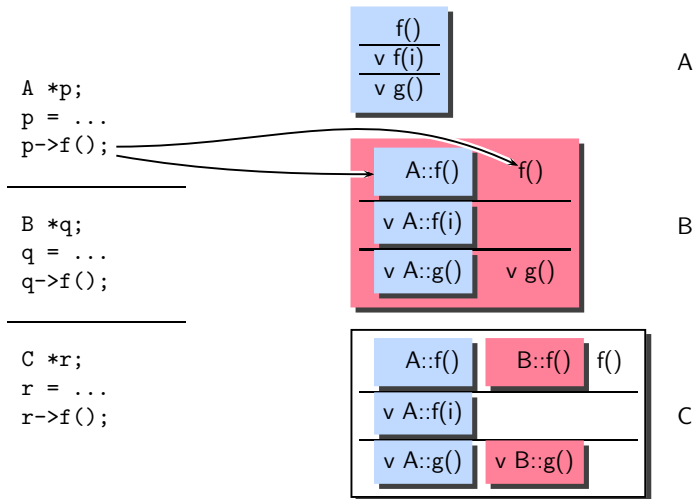 A *p;
p = ...
p->f();
B *q;
q = ...
q->f();
C *r;
r = ...
r->f();
f()
v f(i)
v g()
A
A::f() f()
v A::f(i)
v A::g() v g()
B
A::f() B::f() f()
v A::f(i)
v A::g() v B::g()
C